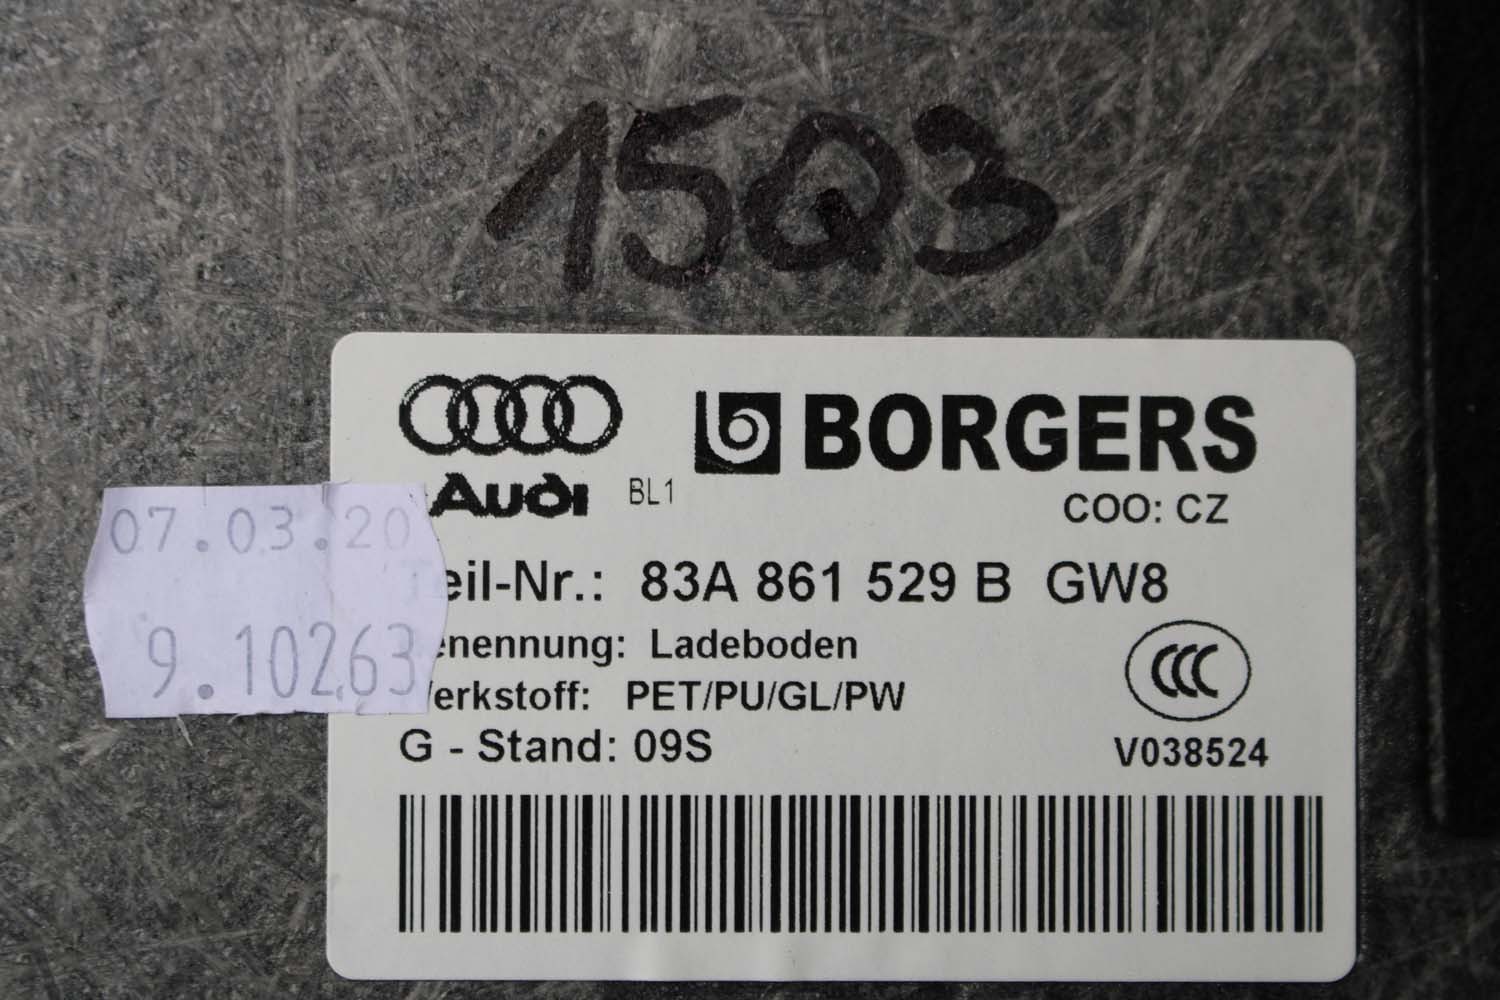 15Q3
Audi BL1
BORGERS
COO: CZ
07.03.20
9.10263
eil-Nr.: 83A 861 529 B GW8
enennung: Ladeboden
erkstoff: PET/PU/GL/PW
CCC
G - Stand: 09S
V038524